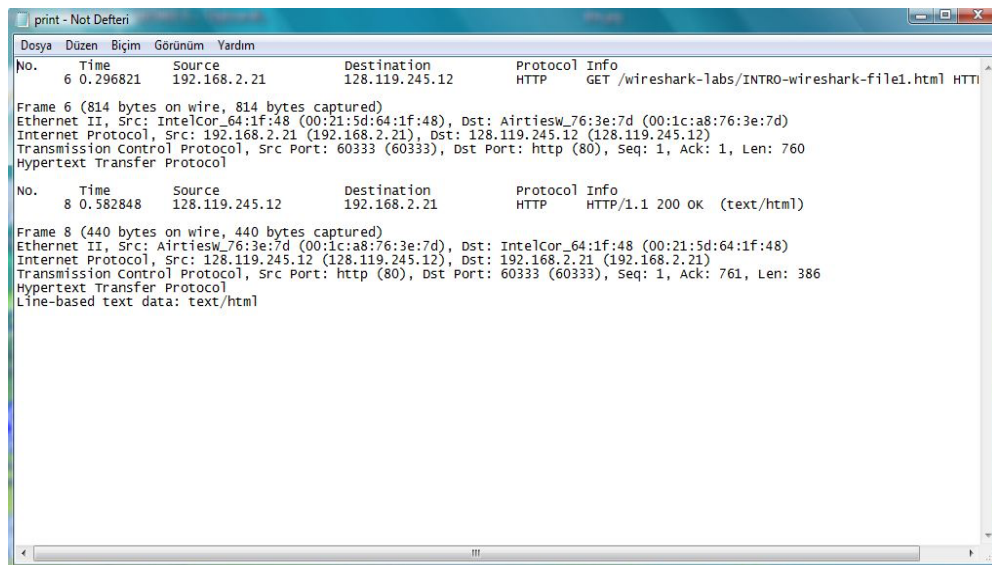 print - Not Defteri
Dosya Düzen Biçim Görünüm Yardım
No. Time Source Destination Protocol Info
6 0.296821 192.168.2.21 128.119.245.12 HTTP GET /wireshark-labs/INTRO-wireshark-file1.html HTT
Frame 6 (814 bytes on wire, 814 bytes captured)
Ethernet II, Src: IntelCor_64:1f:48 (00:21:5d:64:1f:48), Dst: AirtiesW_76:3e:7d (00:1c:a8:76:3e:7d)
Internet Protocol, Src: 192.168.2.21 (192.168.2.21), Dst: 128.119.245.12 (128.119.245.12)
Transmission Control Protocol, Src Port: 60333 (60333), Dst Port: http (80), Seq: 1, Ack: 1, Len: 760
Hypertext Transfer Protocol
No. Time Source Destination Protocol Info
8 0.582848 128.119.245.12 192.168.2.21 HTTP HTTP/1.1 200 OK (text/html)
Frame 8 (440 bytes on wire, 440 bytes captured)
Ethernet II, Src: AirtiesW_76:3e:7d (00:1c:a8:76:3e:7d), Dst: IntelCor_64:1f:48 (00:21:5d:64:1f:48)
Internet Protocol, Src: 128.119.245.12 (128.119.245.12), Dst: 192.168.2.21 (192.168.2.21)
Transmission Control Protocol, Src Port: http (80), Dst Port: 60333 (60333), Seq: 1, Ack: 761, Len: 386
Hypertext Transfer Protocol
Line-based text data: text/html